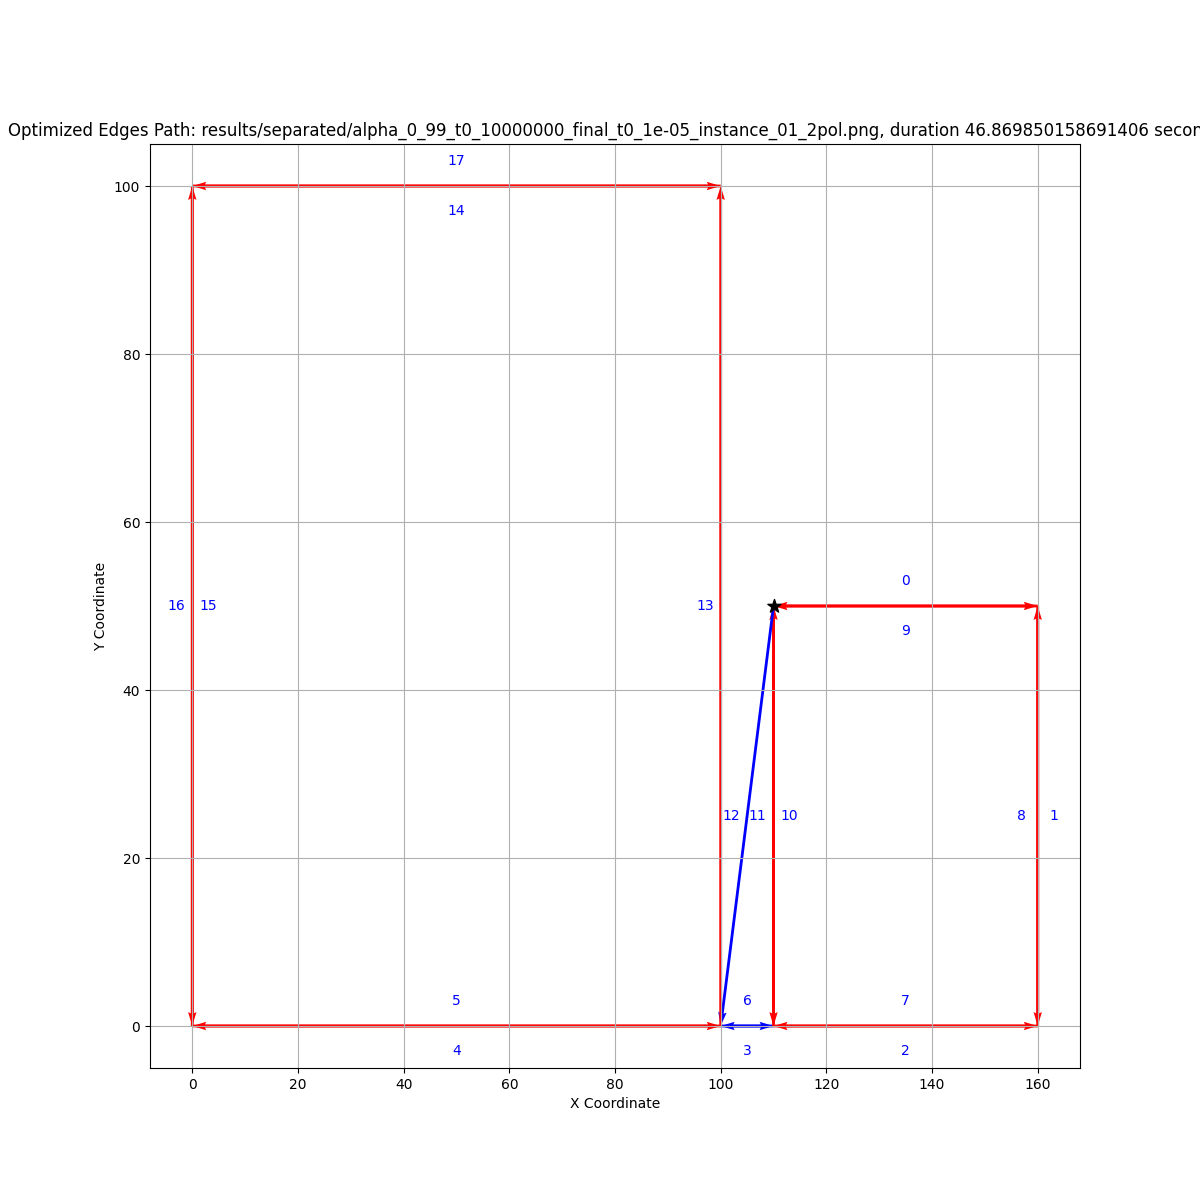 Optimized Edges Path: results/separated/alpha_0_99_t0_10000000_final_t0_1e-05_instance_01_2pol.png, duration 46.869850158691406 secon
17
100
14
80
60
Y Coordinate
0
16 15 13
9
40
12 11 10 8 1
20
5 6 7
0
4 3 2
0 20 40 60 80 100 120 140 160
X Coordinate